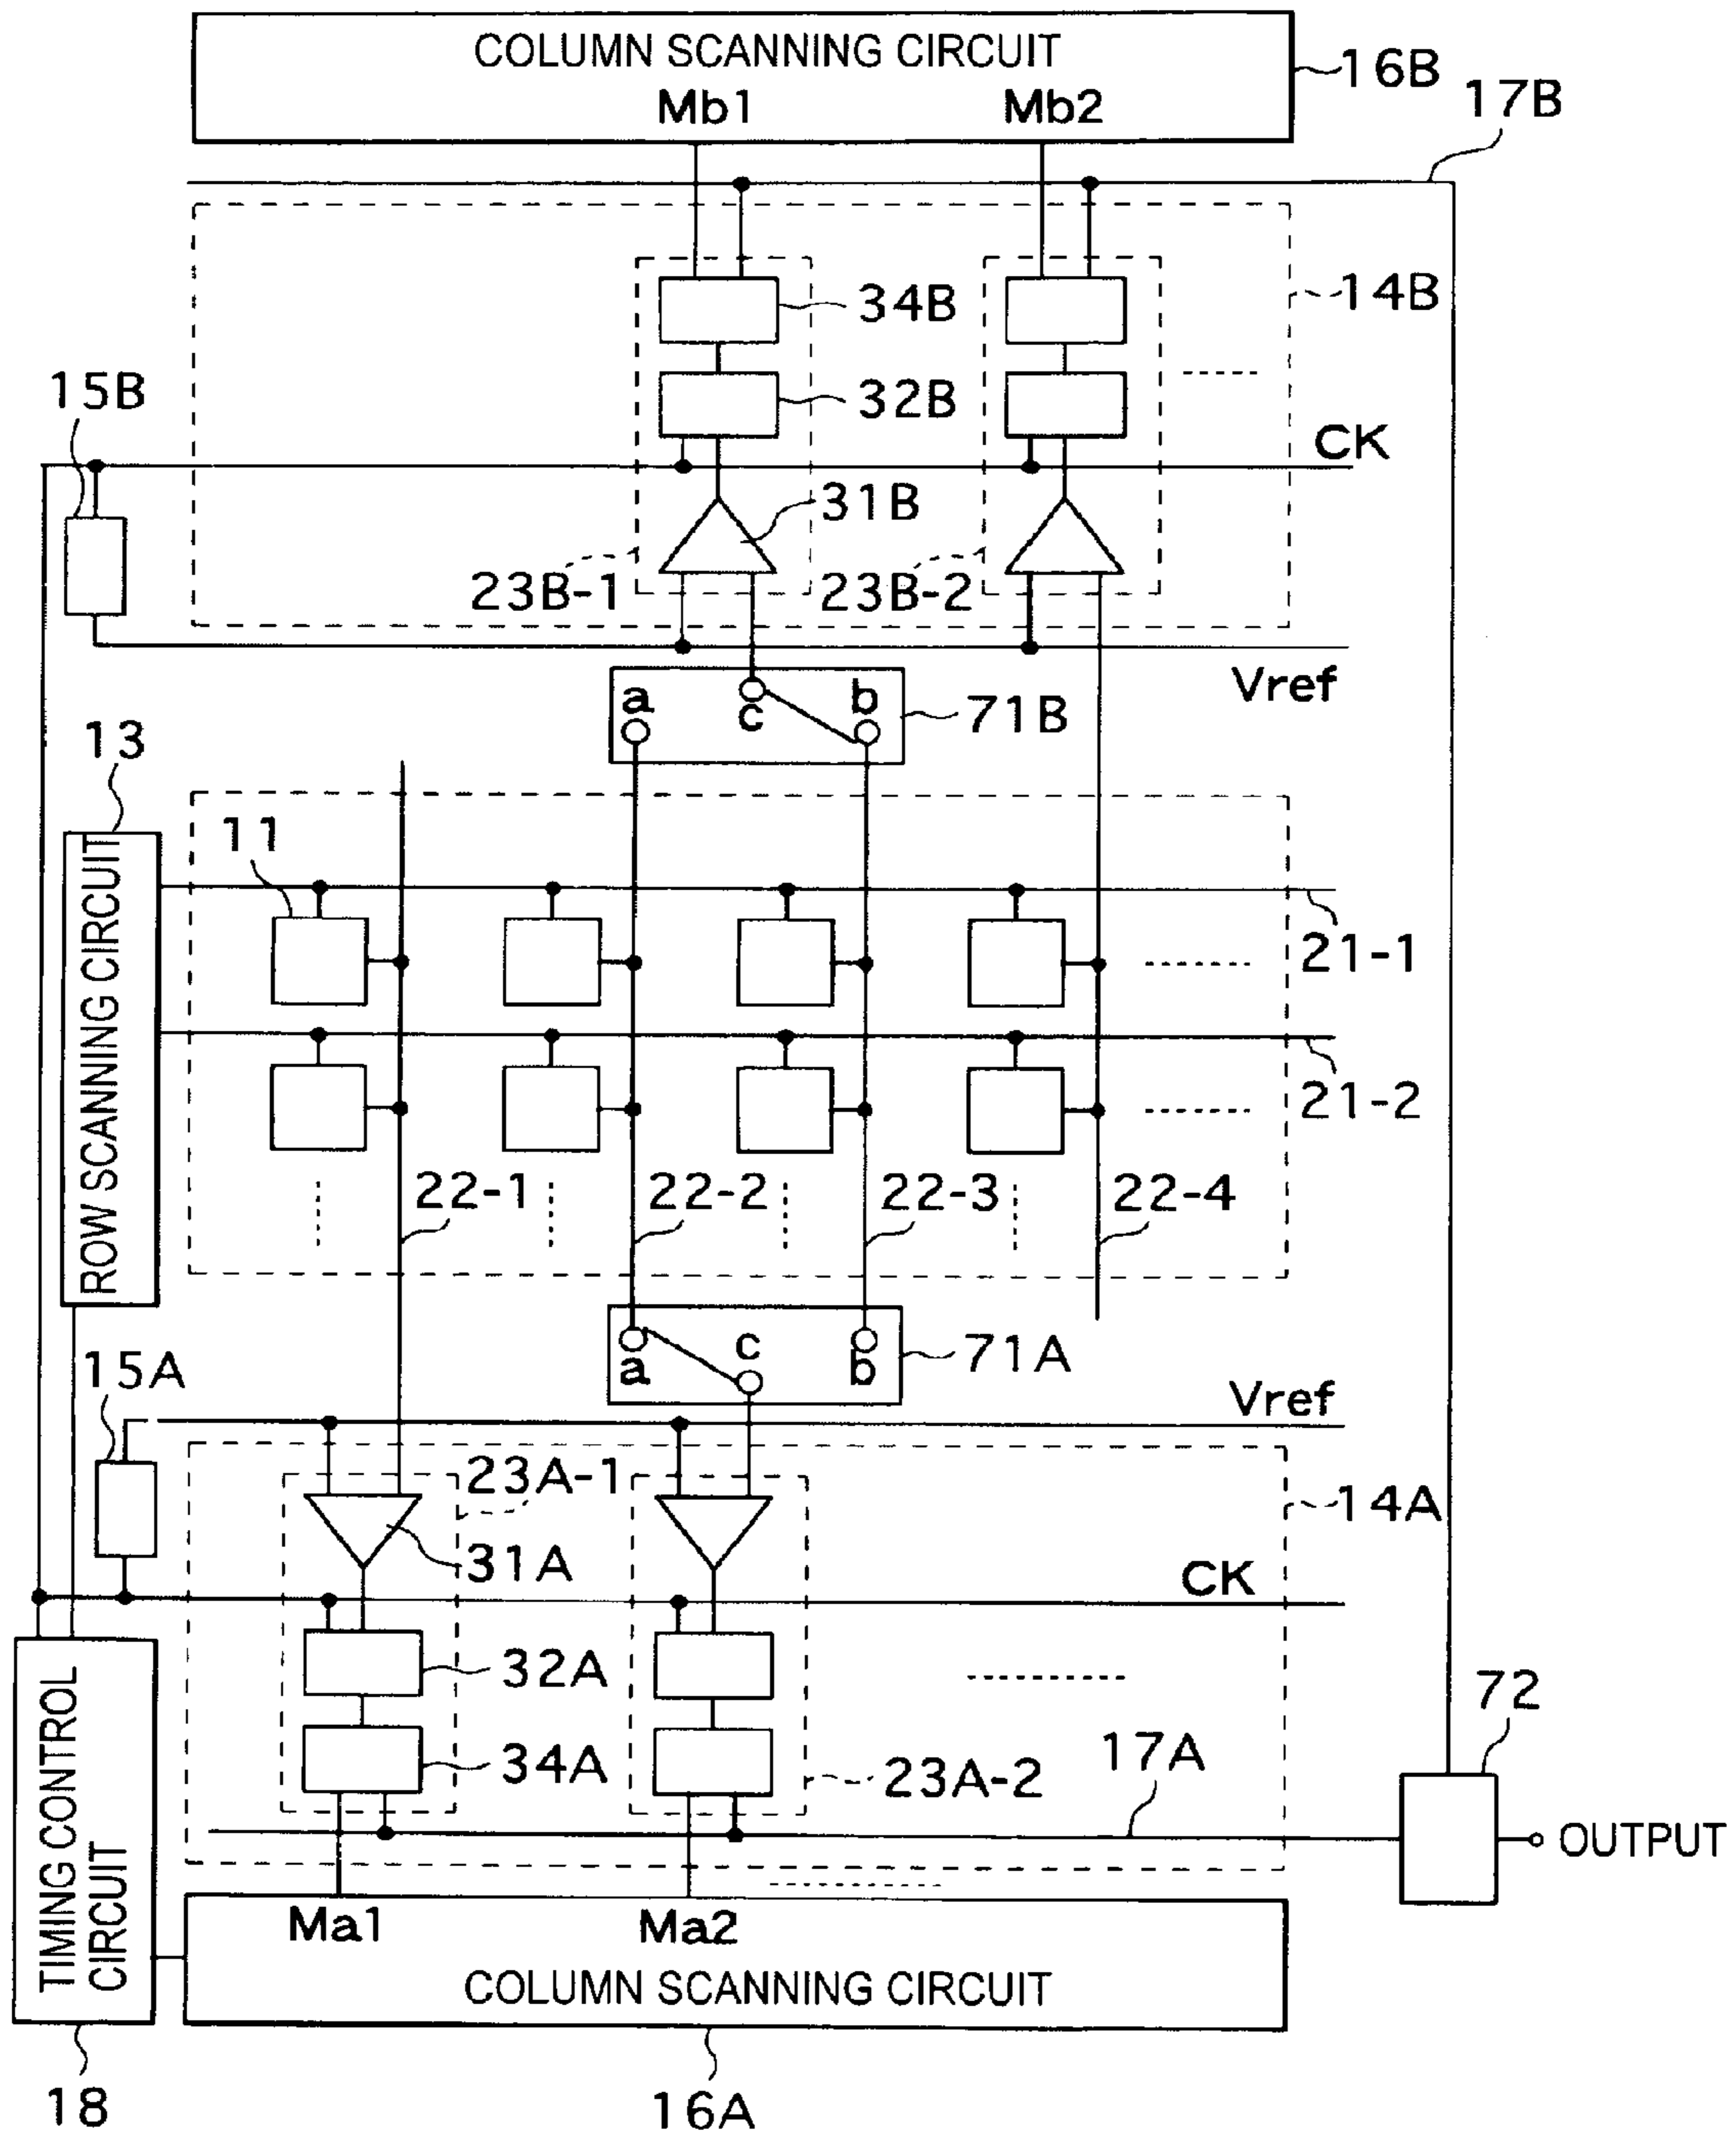 COLUMN SCANNING CIRCUIT
Mb1
Mb2
16B
17B
34B
14B
15B
32B
CK
31B
23B-1
23B-2
Vref
a
c
b
71B
13
ROW SCANNING CIRCUIT
11
21-1
21-2
22-1
22-2
22-3
22-4
a
c
b
71A
15A
Vref
23A-1
14A
31A
CK
32A
72
34A
23A-2
17A
OUTPUT
TIMING CONTROL
CIRCUIT
Ma1
Ma2
COLUMN SCANNING CIRCUIT
18
16A